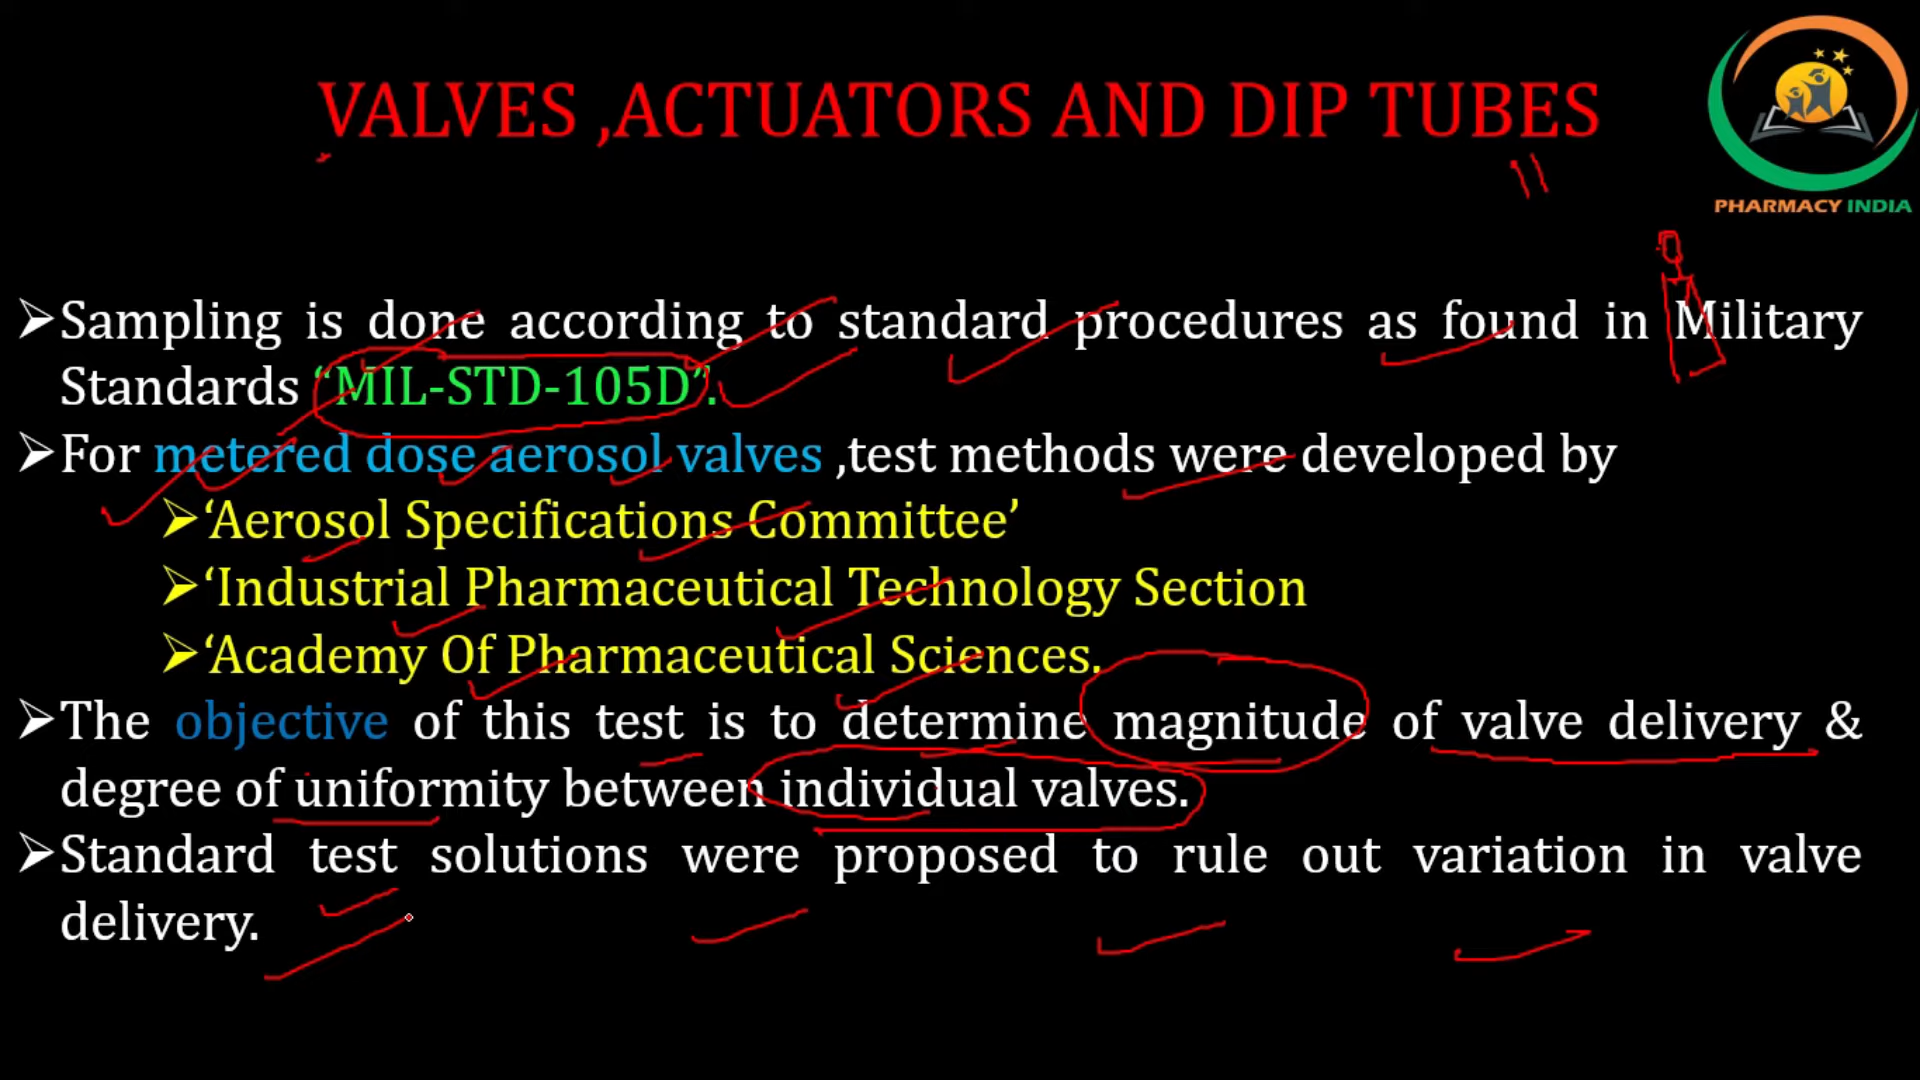 VALVES ,ACTUATORS AND DIP TUBES
PHARMACY INDIA
➢Sampling is done according to standard procedures as found in Military
Standards “MIL-STD-105D”.
➢For metered dose aerosol valves ,test methods were developed by
➢‘Aerosol Specifications Committee’
➢‘Industrial Pharmaceutical Technology Section
➢‘Academy Of Pharmaceutical Sciences.
➢The objective of this test is to determine magnitude of valve delivery &
degree of uniformity between individual valves.
➢Standard test solutions were proposed to rule out variation in valve
delivery.